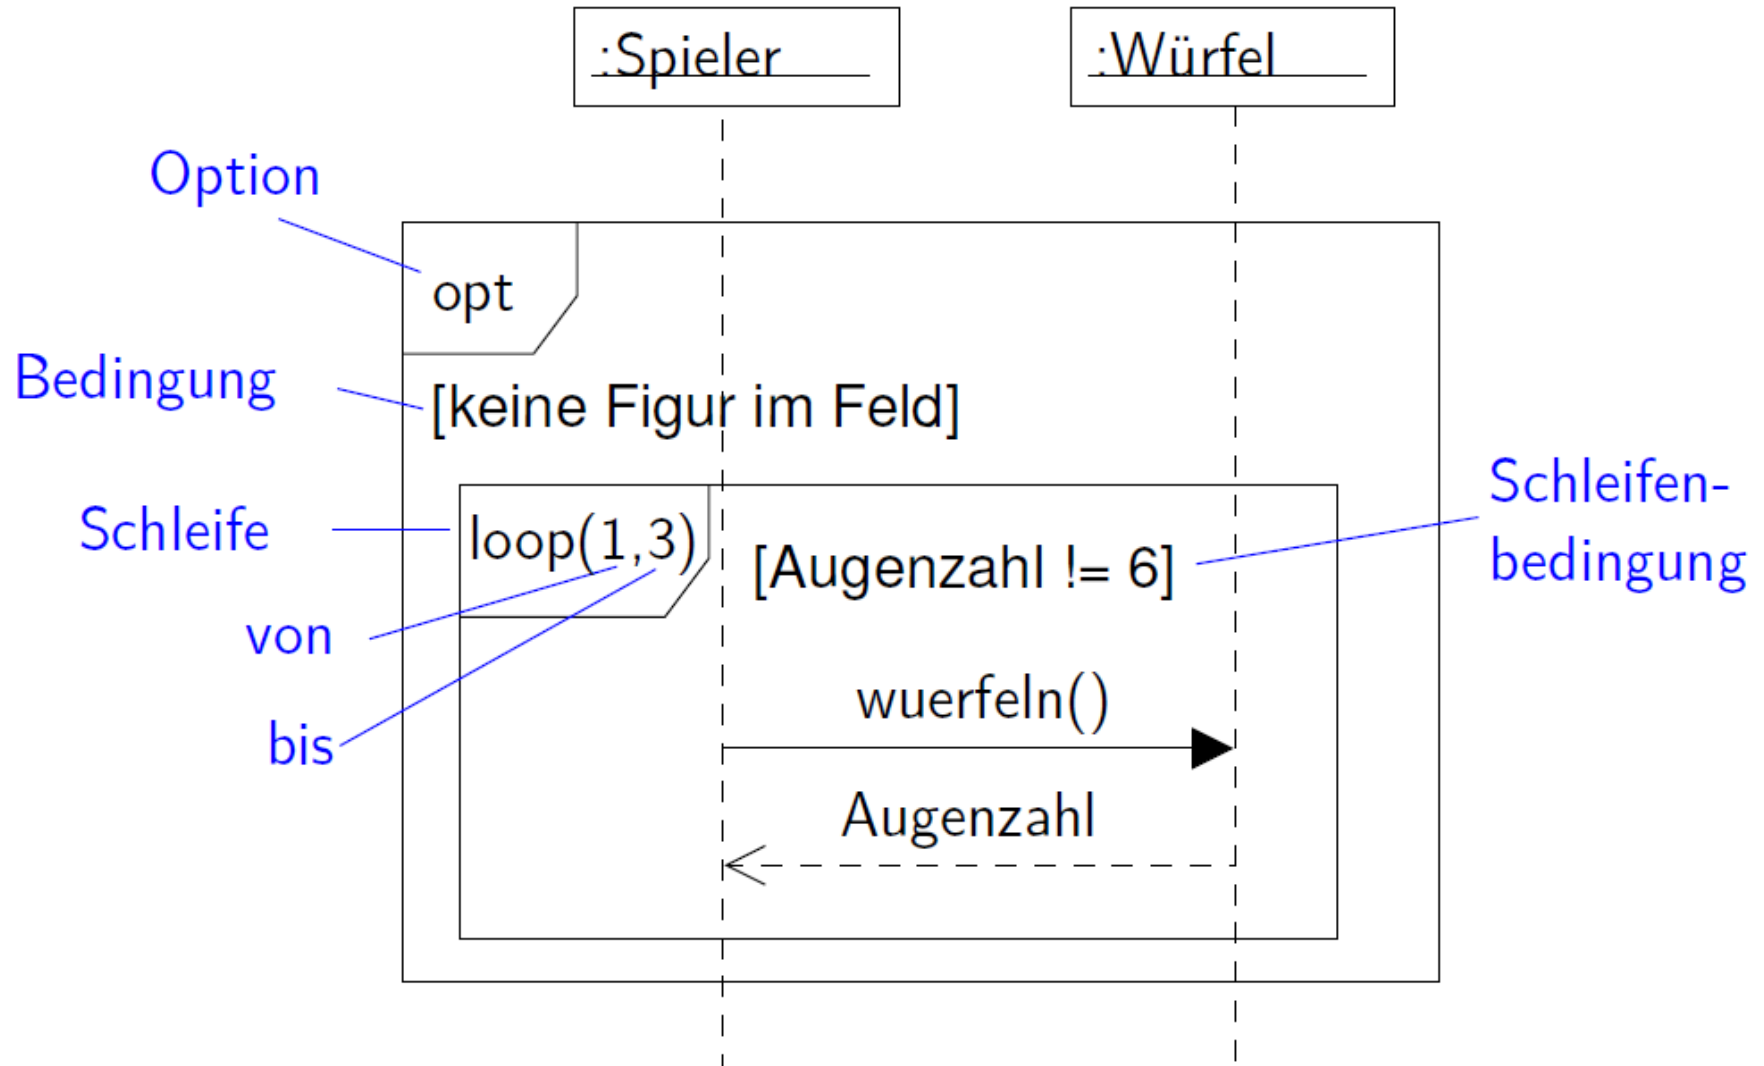 :Spieler
:Würfel
Option
opt
Bedingung
[keine Figur im Feld]
Schleife
loop(1,3)
[Augenzahl != 6]
Schleifen-
bedingung
von
bis
wuerfeln()
Augenzahl